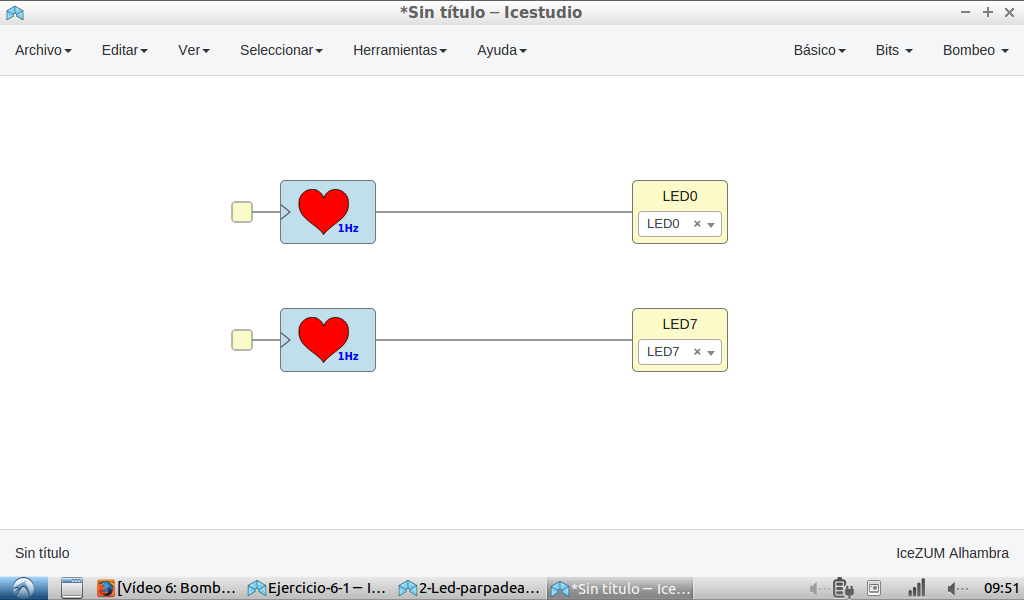 *Sin título — Icestudio
Archivo Editar Ver Seleccionar Herramientas Ayuda Básico Bits Bombeo
LED0
1Hz
LED0 ×
LED7
1Hz
LED7 ×
Sin título IceZUM Alhambra
[Vídeo 6: Bomb... Ejercicio-6-1 — I... 2-Led-parpadea... *Sin título — Ice... 09:51